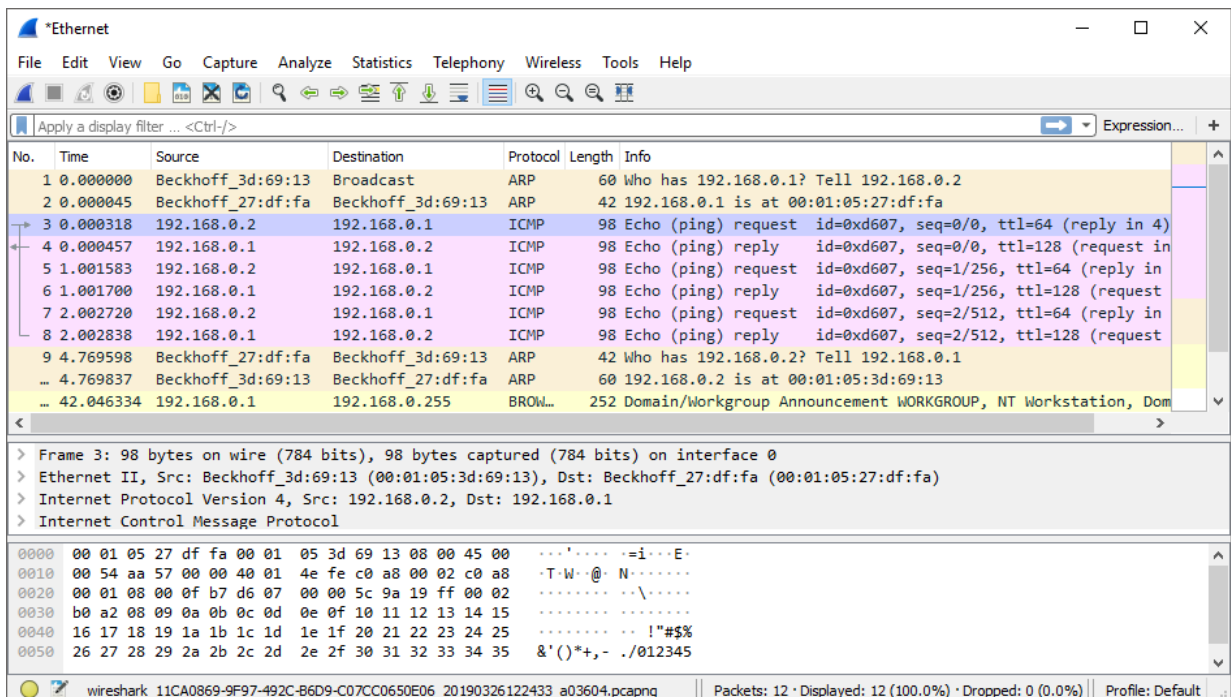 *Ethernet
File Edit View Go Capture Analyze Statistics Telephony Wireless Tools Help
Apply a display filter ... <Ctrl-/> Expression... +
No. Time Source Destination Protocol Length Info
1 0.000000 Beckhoff_3d:69:13 Broadcast ARP 60 Who has 192.168.0.1? Tell 192.168.0.2
2 0.000045 Beckhoff_27:df:fa Beckhoff_3d:69:13 ARP 42 192.168.0.1 is at 00:01:05:27:df:fa
3 0.000318 192.168.0.2 192.168.0.1 ICMP 98 Echo (ping) request id=0xd607, seq=0/0, ttl=64 (reply in 4)
4 0.000457 192.168.0.1 192.168.0.2 ICMP 98 Echo (ping) reply id=0xd607, seq=0/0, ttl=128 (request in
5 1.001583 192.168.0.2 192.168.0.1 ICMP 98 Echo (ping) request id=0xd607, seq=1/256, ttl=64 (reply in
6 1.001700 192.168.0.1 192.168.0.2 ICMP 98 Echo (ping) reply id=0xd607, seq=1/256, ttl=128 (request
7 2.002720 192.168.0.2 192.168.0.1 ICMP 98 Echo (ping) request id=0xd607, seq=2/512, ttl=64 (reply in
8 2.002838 192.168.0.1 192.168.0.2 ICMP 98 Echo (ping) reply id=0xd607, seq=2/512, ttl=128 (request
9 4.769598 Beckhoff_27:df:fa Beckhoff_3d:69:13 ARP 42 Who has 192.168.0.2? Tell 192.168.0.1
… 4.769837 Beckhoff_3d:69:13 Beckhoff_27:df:fa ARP 60 192.168.0.2 is at 00:01:05:3d:69:13
… 42.046334 192.168.0.1 192.168.0.255 BROW… 252 Domain/Workgroup Announcement WORKGROUP, NT Workstation, Dom
> Frame 3: 98 bytes on wire (784 bits), 98 bytes captured (784 bits) on interface 0
> Ethernet II, Src: Beckhoff_3d:69:13 (00:01:05:3d:69:13), Dst: Beckhoff_27:df:fa (00:01:05:27:df:fa)
> Internet Protocol Version 4, Src: 192.168.0.2, Dst: 192.168.0.1
> Internet Control Message Protocol
0000 00 01 05 27 df fa 00 01 05 3d 69 13 08 00 45 00 ···'···· ·=i···E·
0010 00 54 aa 57 00 00 40 01 4e fe c0 a8 00 02 c0 a8 ·T·W··@· N·······
0020 00 01 08 00 0f b7 d6 07 00 00 5c 9a 19 ff 00 02 ········ ··\·····
0030 b0 a2 08 09 0a 0b 0c 0d 0e 0f 10 11 12 13 14 15 ········ ········
0040 16 17 18 19 1a 1b 1c 1d 1e 1f 20 21 22 23 24 25 ········ ·· !"#$%
0050 26 27 28 29 2a 2b 2c 2d 2e 2f 30 31 32 33 34 35 &'()*+,- ./012345
wireshark_11CA0869-9F97-492C-B6D9-C07CC0650E06_20190326122433_a03604.pcapng Packets: 12 · Displayed: 12 (100.0%) · Dropped: 0 (0.0%) Profile: Default